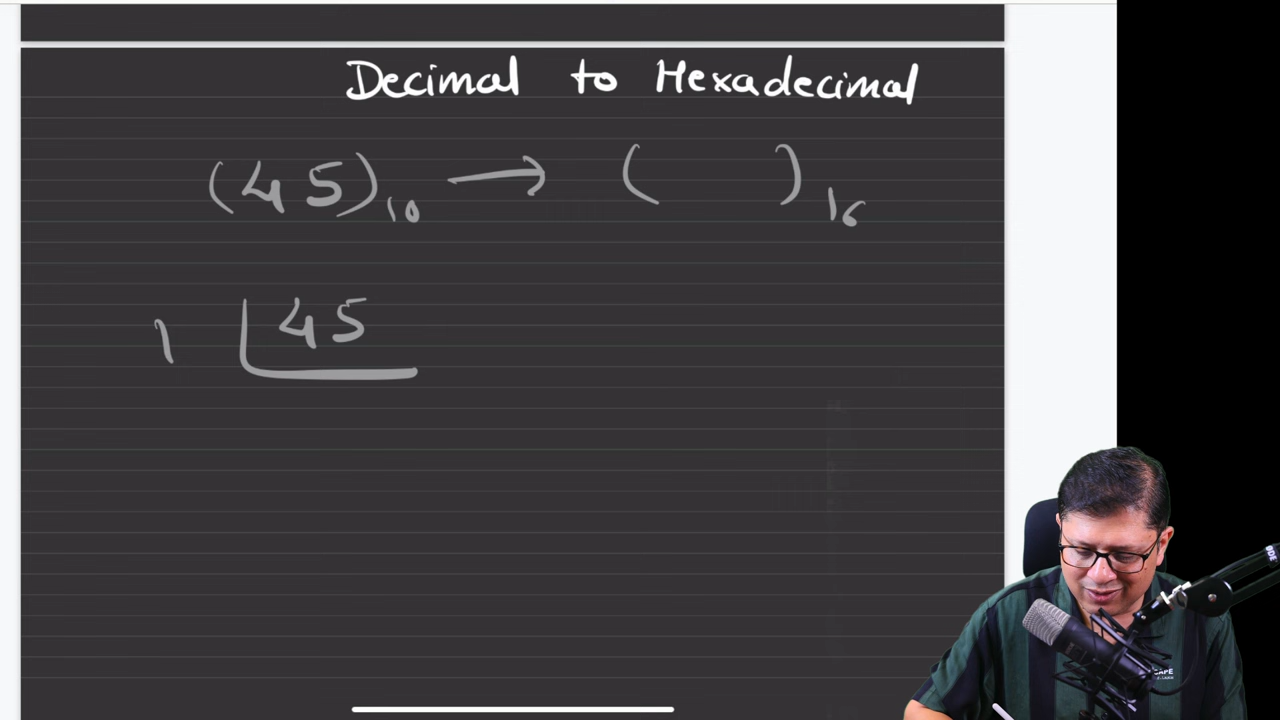 Decimal to Hexadecimal
(45)10 → ( )16
1 45